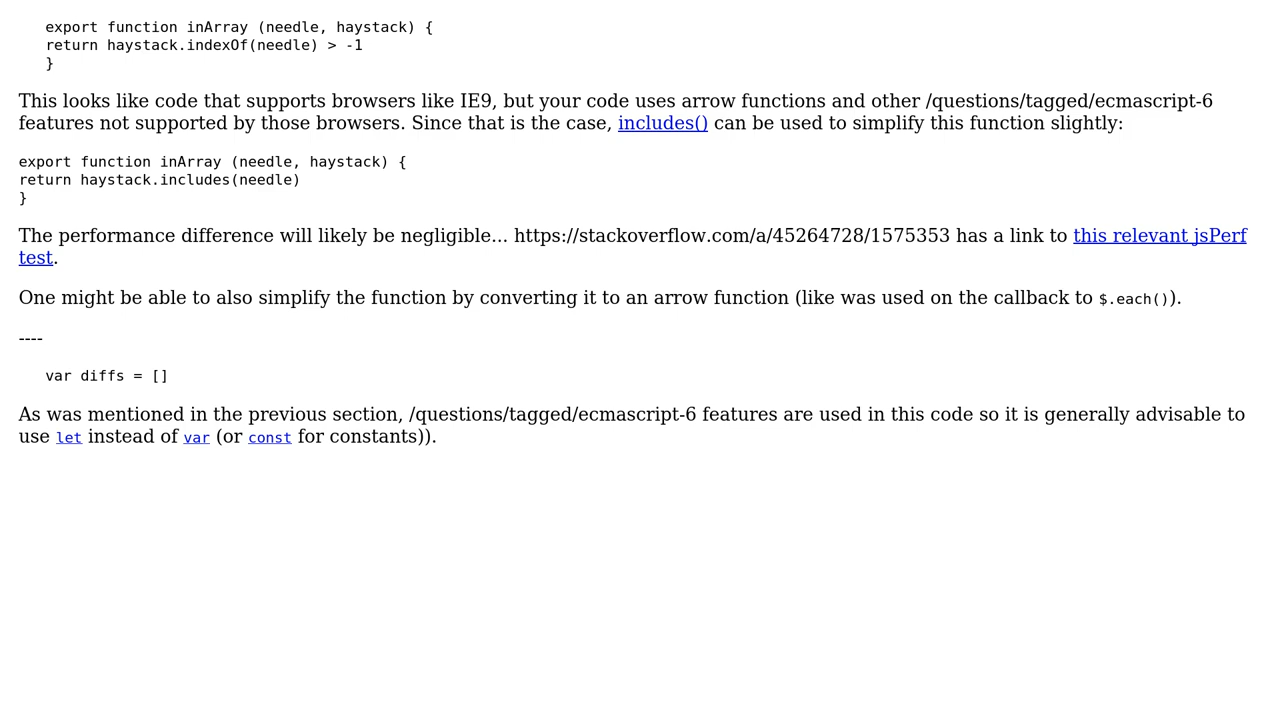 export function inArray (needle, haystack) {
return haystack.indexOf(needle) > -1
}
This looks like code that supports browsers like IE9, but your code uses arrow functions and other /questions/tagged/ecmascript-6
features not supported by those browsers. Since that is the case, includes() can be used to simplify this function slightly:
export function inArray (needle, haystack) {
return haystack.includes(needle)
}
The performance difference will likely be negligible... https://stackoverflow.com/a/45264728/1575353 has a link to this relevant jsPerf
test.
One might be able to also simplify the function by converting it to an arrow function (like was used on the callback to $.each()).
----
var diffs = []
As was mentioned in the previous section, /questions/tagged/ecmascript-6 features are used in this code so it is generally advisable to
use let instead of var (or const for constants)).